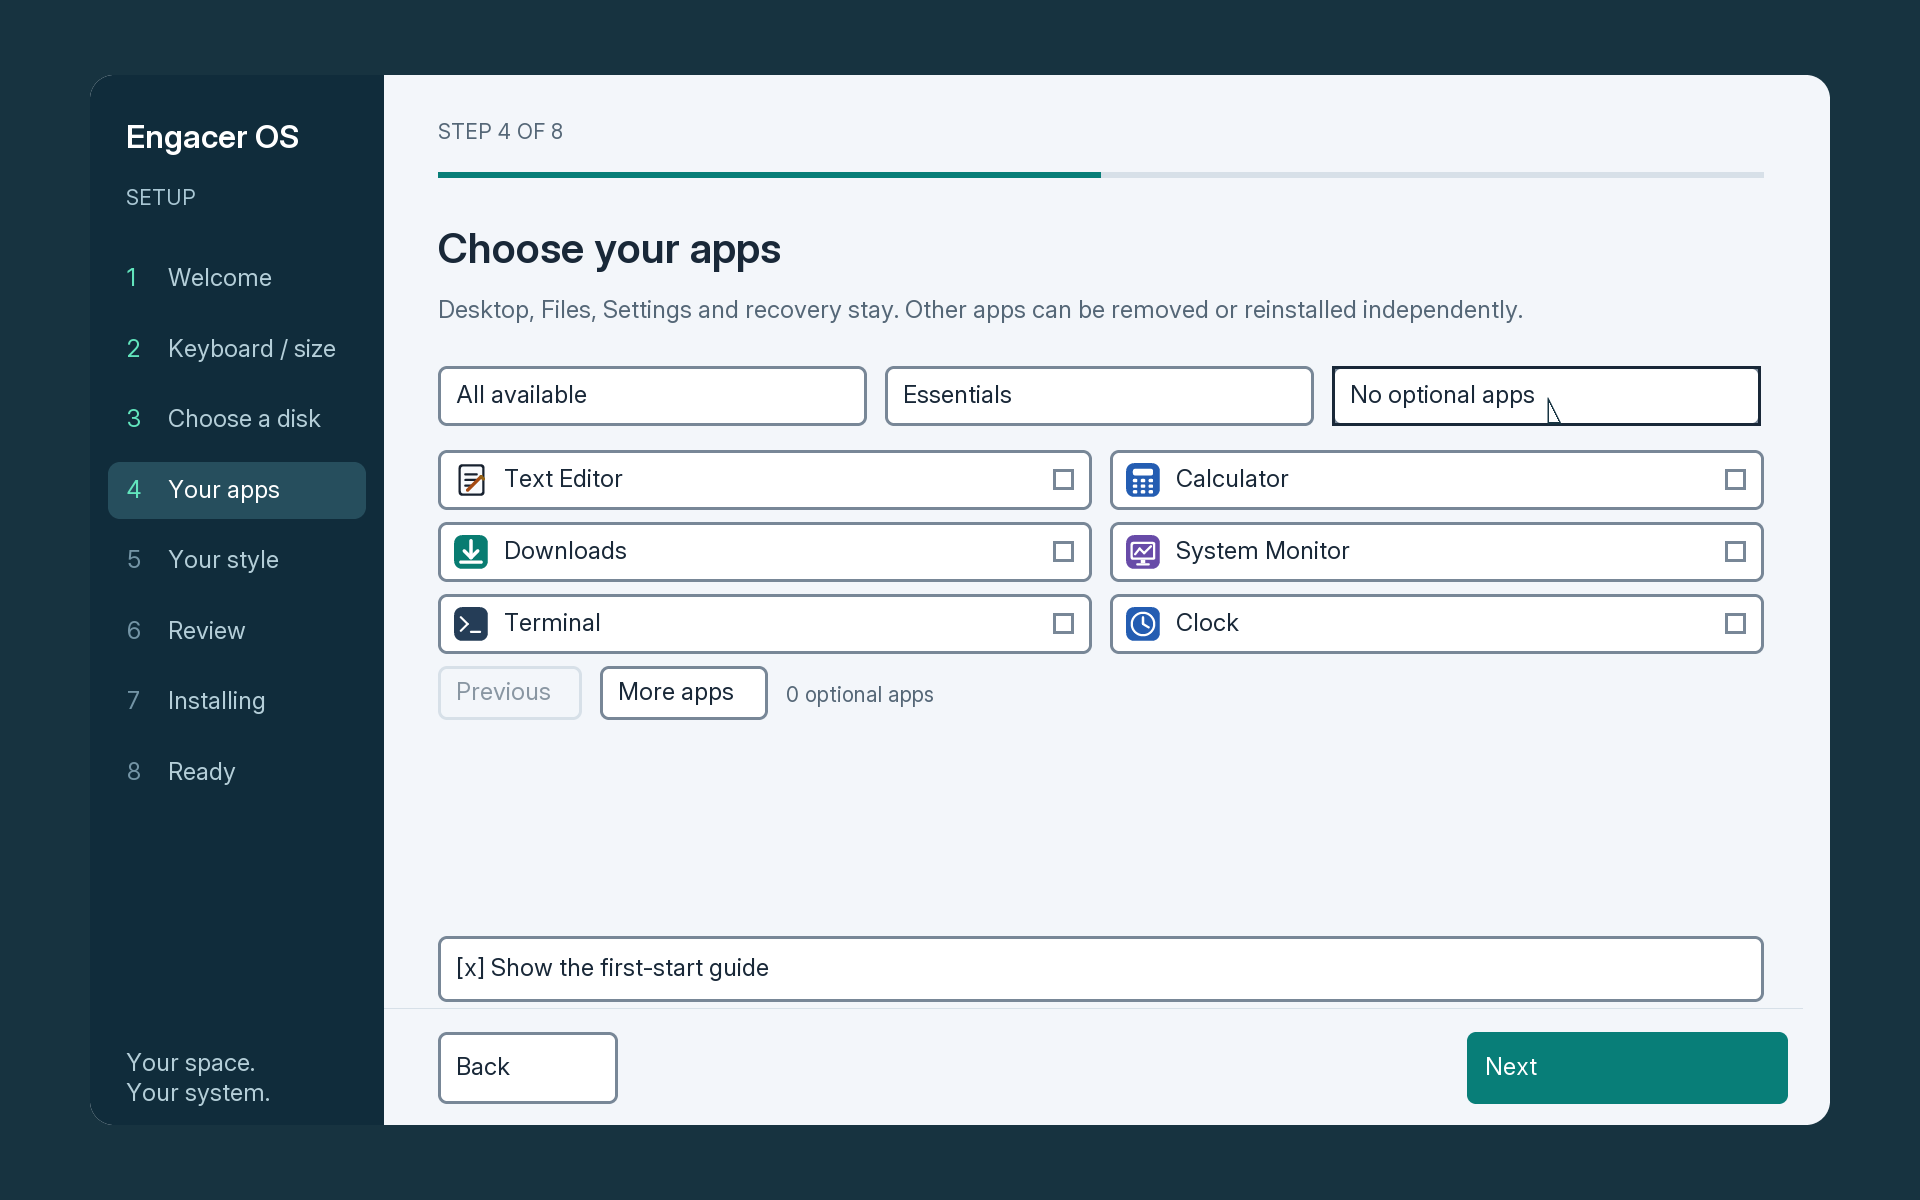 Engacer OS
SETUP
1 Welcome
2 Keyboard / size
3 Choose a disk
4 Your apps
5 Your style
6 Review
7 Installing
8 Ready
Your space.
Your system.
STEP 4 OF 8
Choose your apps
Desktop, Files, Settings and recovery stay. Other apps can be removed or reinstalled independently.
All available
Essentials
No optional apps
Text Editor
Calculator
Downloads
System Monitor
Terminal
Clock
Previous
More apps
0 optional apps
[x] Show the first-start guide
Back
Next